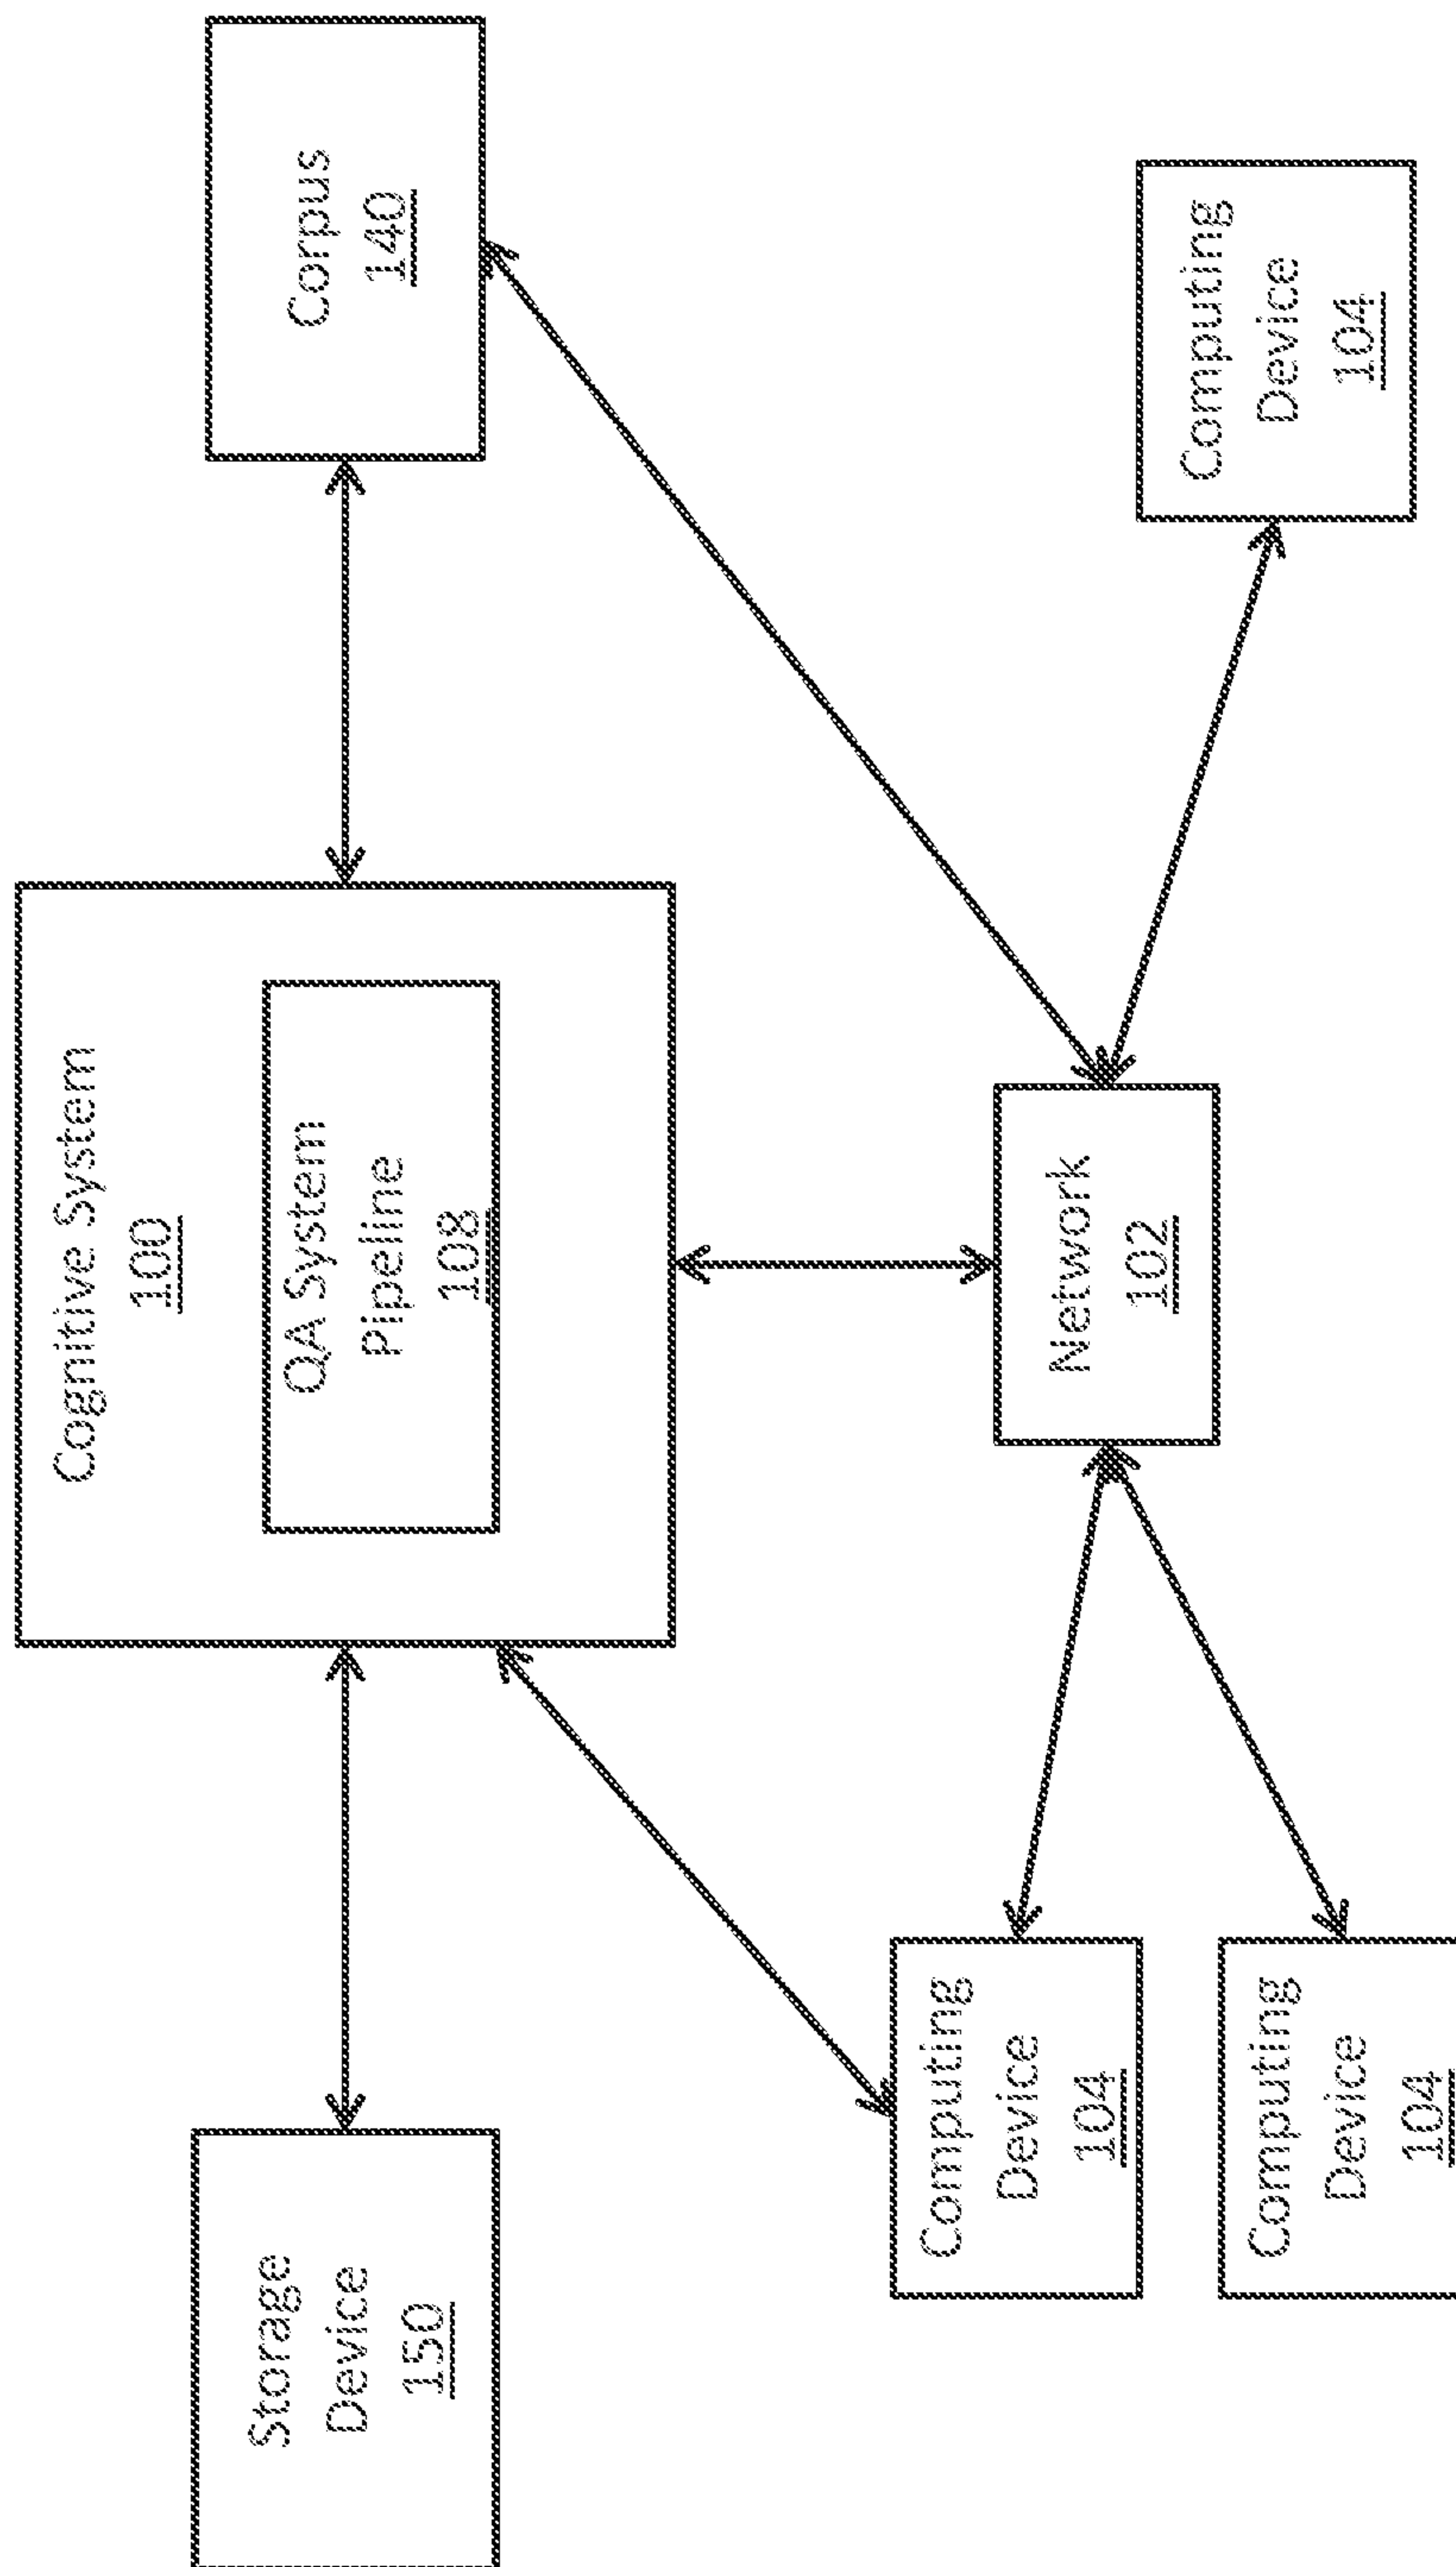 Storage
Device
150
Cognitive System
100
QA System
Pipeline
108
Corpus
140
Computing
Device
104
Network
102
Computing
Device
104
Computing
Device
104